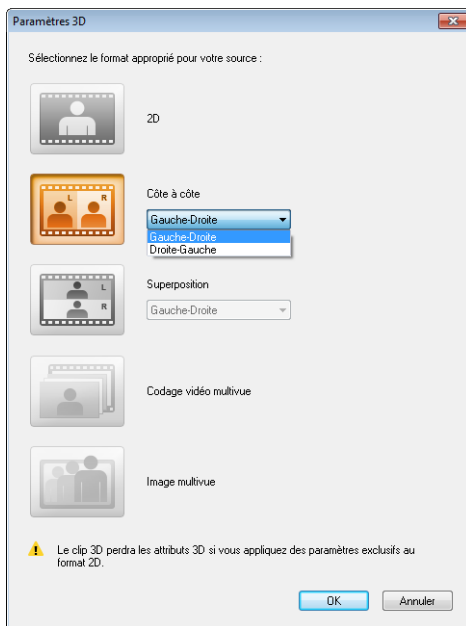 Paramètres 3D
Sélectionnez le format approprié pour votre source :
2D
L R
Côte à côte
Gauche-Droite
Gauche-Droite
Droite-Gauche
Superposition
L
R
Gauche-Droite
Codage vidéo multivue
Image multivue
Le clip 3D perdra les attributs 3D si vous appliquez des paramètres exclusifs au
format 2D.
OK Annuler